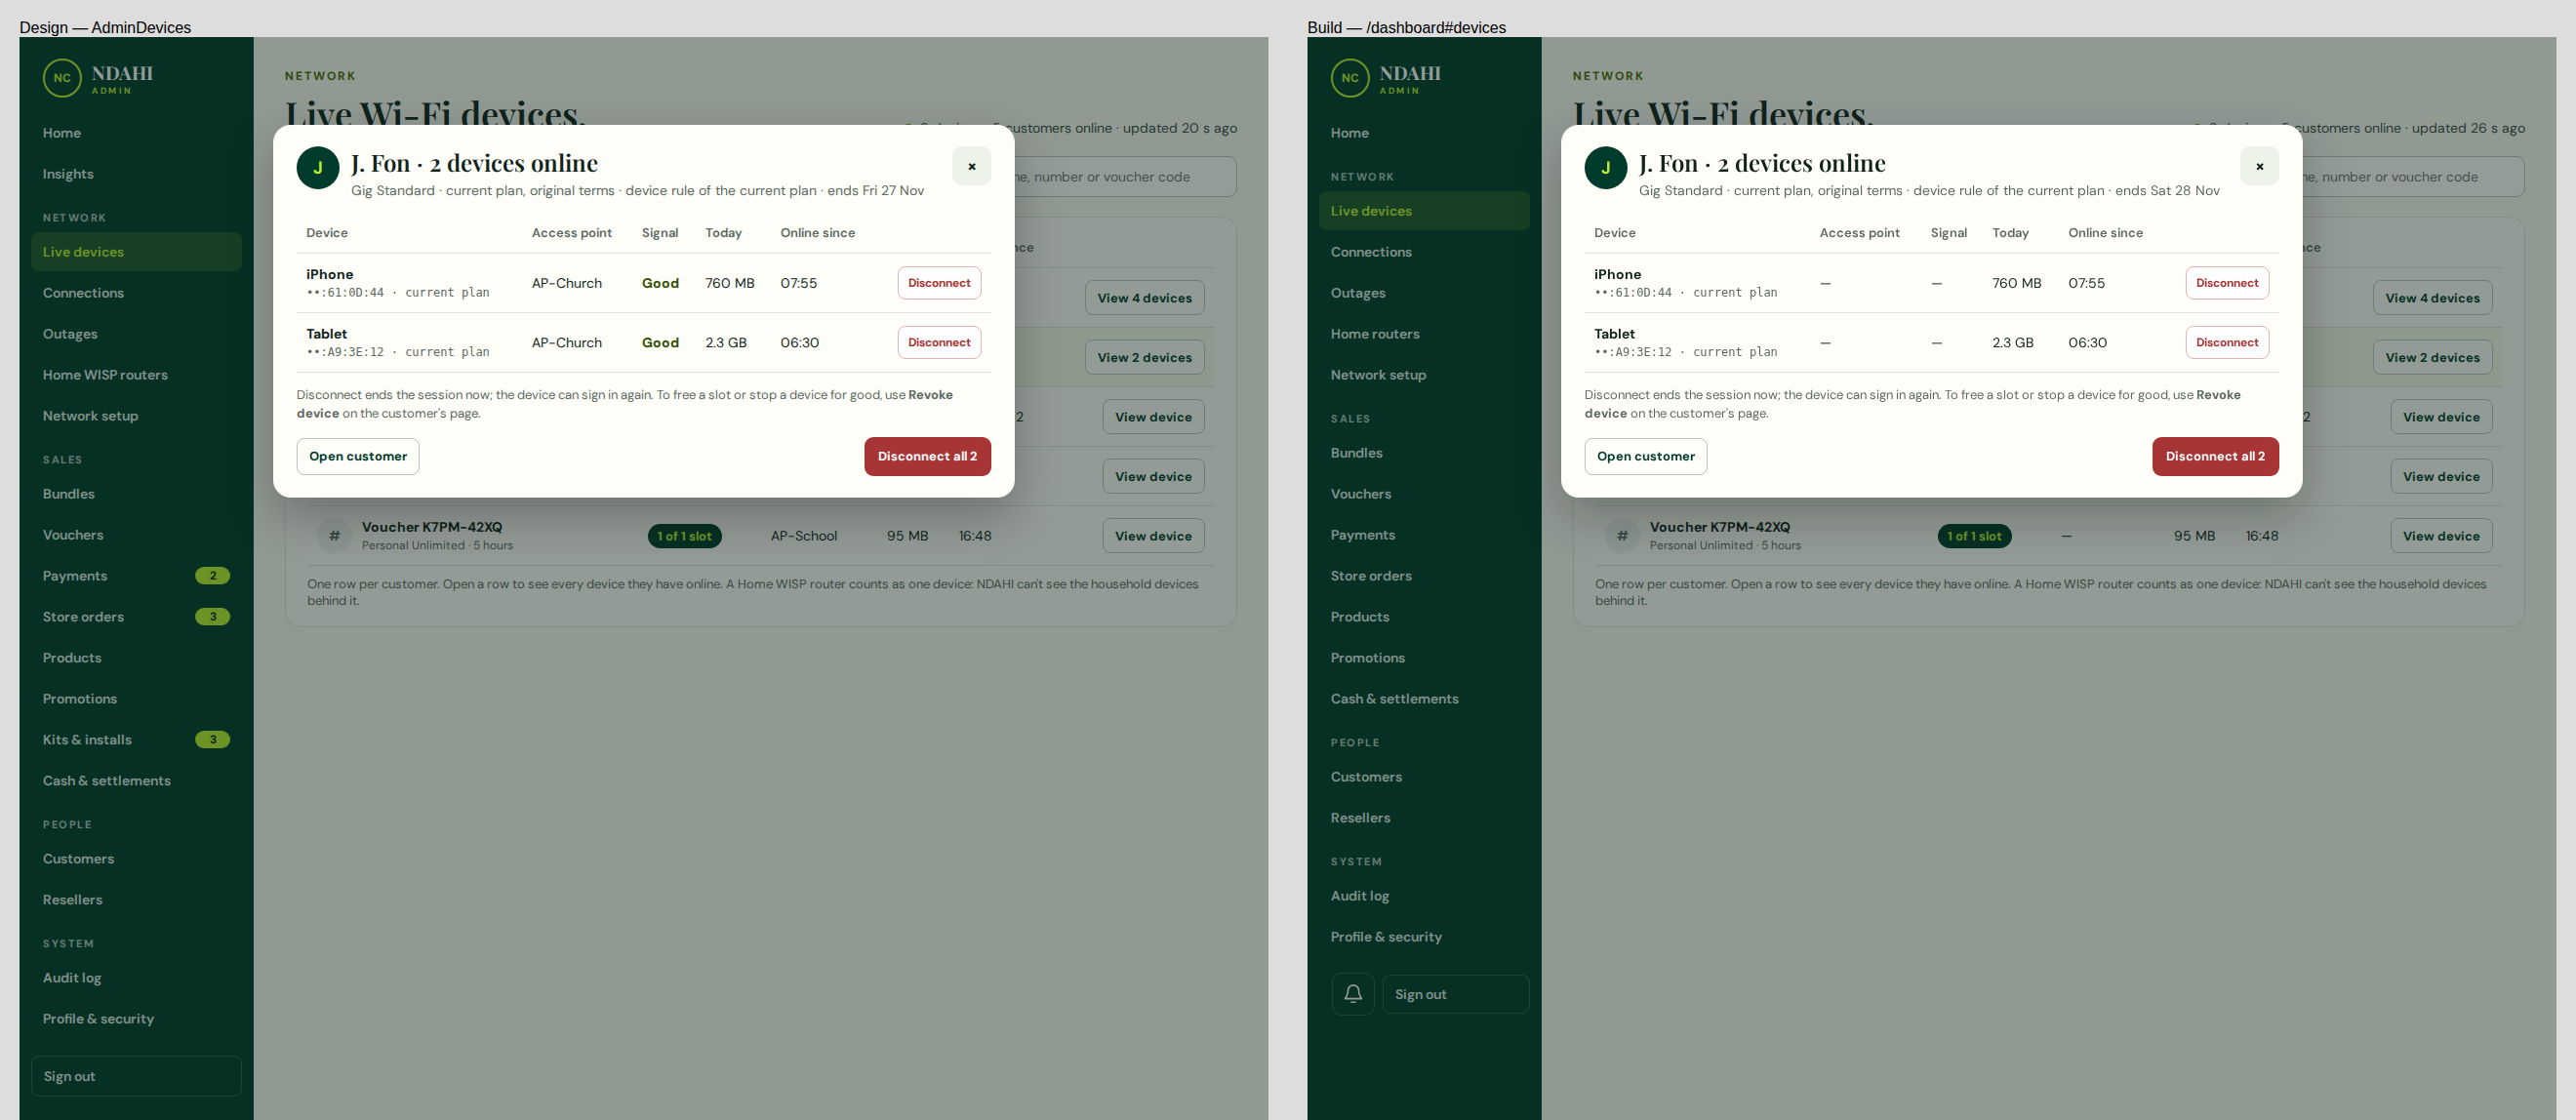 Design — AdminDevices
NC
NDAHI
ADMIN
Home
Insights
NETWORK
Live devices
Connections
Outages
Home WISP routers
Network setup
SALES
Bundles
Vouchers
Payments 2
Store orders 3
Products
Promotions
Kits & installs 3
Cash & settlements
PEOPLE
Customers
Resellers
SYSTEM
Audit log
Profile & security
Sign out
NETWORK
Live Wi-Fi devices.
customers online · updated 20 s ago
number or voucher code
J
J. Fon · 2 devices online
×
Gig Standard · current plan, original terms · device rule of the current plan · ends Fri 27 Nov
Device Access point Signal Today Online since
iPhone
••:61:0D:44 · current plan
AP-Church Good 760 MB 07:55 Disconnect
Tablet
••:A9:3E:12 · current plan
AP-Church Good 2.3 GB 06:30 Disconnect
Disconnect ends the session now; the device can sign in again. To free a slot or stop a device for good, use Revoke
device on the customer's page.
Open customer Disconnect all 2
View 4 devices
View 2 devices
2 View device
View device
# Voucher K7PM-42XQ
Personal Unlimited · 5 hours
1 of 1 slot AP-School 95 MB 16:48 View device
One row per customer. Open a row to see every device they have online. A Home WISP router counts as one device: NDAHI can't see the household devices
behind it.
Build — /dashboard#devices
NC
NDAHI
ADMIN
Home
NETWORK
Live devices
Connections
Outages
Home routers
Network setup
SALES
Bundles
Vouchers
Payments
Store orders
Products
Promotions
Cash & settlements
PEOPLE
Customers
Resellers
SYSTEM
Audit log
Profile & security
Sign out
NETWORK
Live Wi-Fi devices.
customers online · updated 26 s ago
number or voucher code
J
J. Fon · 2 devices online
×
Gig Standard · current plan, original terms · device rule of the current plan · ends Sat 28 Nov
Device Access point Signal Today Online since
iPhone
••:61:0D:44 · current plan
— — 760 MB 07:55 Disconnect
Tablet
••:A9:3E:12 · current plan
— — 2.3 GB 06:30 Disconnect
Disconnect ends the session now; the device can sign in again. To free a slot or stop a device for good, use Revoke
device on the customer's page.
Open customer Disconnect all 2
View 4 devices
View 2 devices
2 View device
View device
# Voucher K7PM-42XQ
Personal Unlimited · 5 hours
1 of 1 slot — 95 MB 16:48 View device
One row per customer. Open a row to see every device they have online. A Home WISP router counts as one device: NDAHI can't see the household devices
behind it.